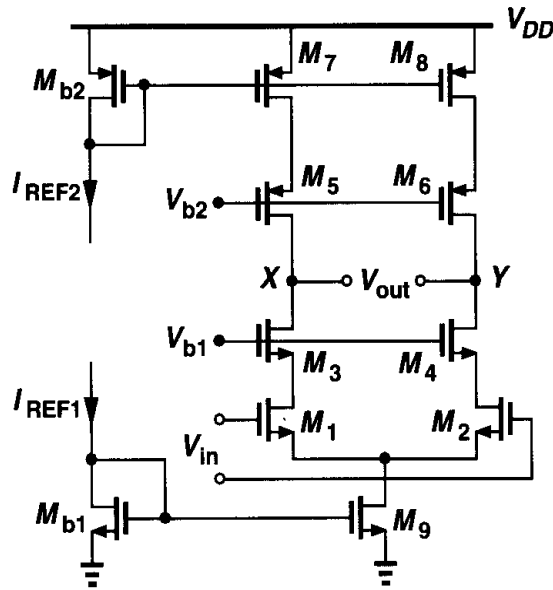 V_DD
M_b2
M_7
M_8
I_REF2
V_b2
M_5
M_6
X
V_out
Y
V_b1
M_3
M_4
I_REF1
V_in
M_1
M_2
M_b1
M_9